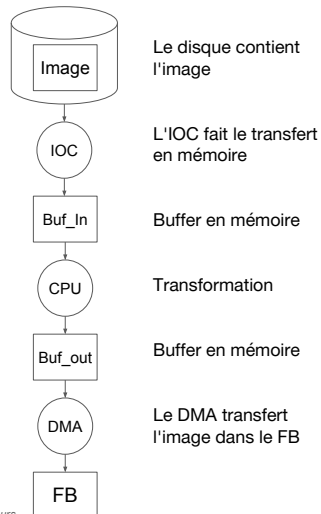 Image
Le disque contient
l'image
IOC
L'IOC fait le transfert
en mémoire
Buf_In
Buffer en mémoire
CPU
Transformation
Buf_out
Buffer en mémoire
DMA
Le DMA transfert
l'image dans le FB
FB